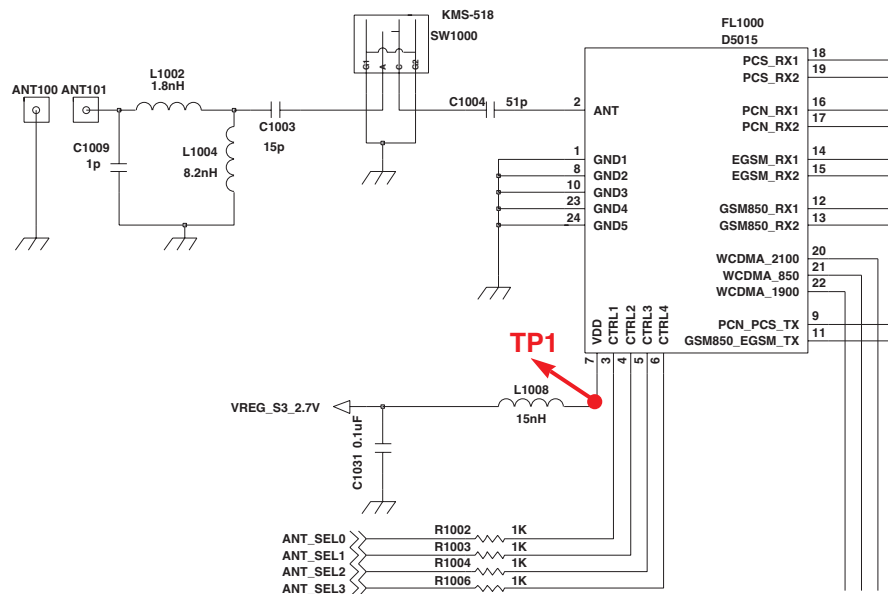 KMS-518
SW1000
G1 A C G2
FL1000
D5015
ANT100 ANT101
L1002
1.8nH
C1009
1p
L1004
8.2nH
C1003
15p
C1004 51p
2 ANT
1 GND1
8 GND2
10 GND3
23 GND4
24 GND5
PCS_RX1 18
PCS_RX2 19
PCN_RX1 16
PCN_RX2 17
EGSM_RX1 14
EGSM_RX2 15
GSM850_RX1 12
GSM850_RX2 13
WCDMA_2100 20
WCDMA_850 21
WCDMA_1900 22
PCN_PCS_TX 9
GSM850_EGSM_TX 11
VDD CTRL1 CTRL2 CTRL3 CTRL4
7 3 4 5 6
TP1
L1008
15nH
VREG_S3_2.7V
C1031 0.1uF
ANT_SEL0 R1002 1K
ANT_SEL1 R1003 1K
ANT_SEL2 R1004 1K
ANT_SEL3 R1006 1K